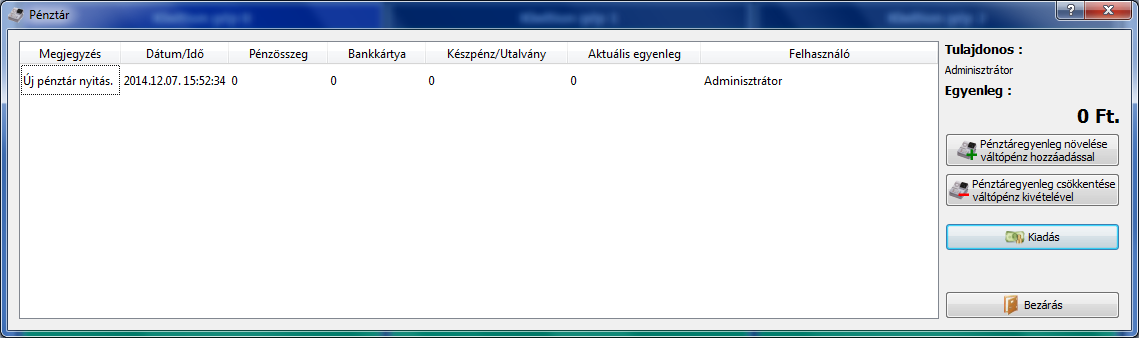 Pénztár
Megjegyzés Dátum/Idő Pénzösszeg Bankkártya Készpénz/Utalvány Aktuális egyenleg Felhasználó
Új pénztár nyitás. 2014.12.07. 15:52:34 0 0 0 0 Adminisztrátor
Tulajdonos :
Adminisztrátor
Egyenleg :
0 Ft.
Pénztáregyenleg növelése
váltópénz hozzáadással
Pénztáregyenleg csökkentése
váltópénz kivételével
Kiadás
Bezárás